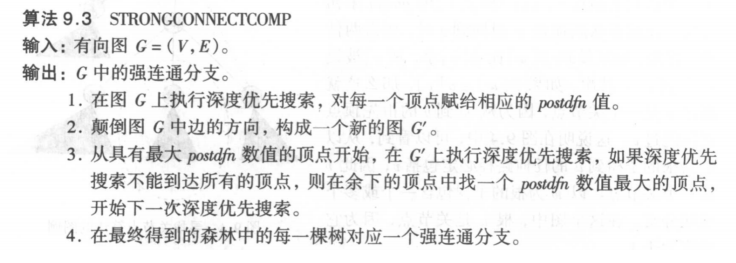 算法 9.3 STRONGCONNECTCOMP
输入：有向图 G=(V,E)。
输出：G 中的强连通分支。
1. 在图 G 上执行深度优先搜索，对每一个顶点赋给相应的 postdfn 值。
2. 颠倒图 G 中边的方向，构成一个新的图 G′。
3. 从具有最大 postdfn 数值的顶点开始，在 G′上执行深度优先搜索，如果深度优先
搜索不能到达所有的顶点，则在余下的顶点中找一个 postdfn 数值最大的顶点，
开始下一次深度优先搜索。
4. 在最终得到的森林中的每一棵树对应一个强连通分支。